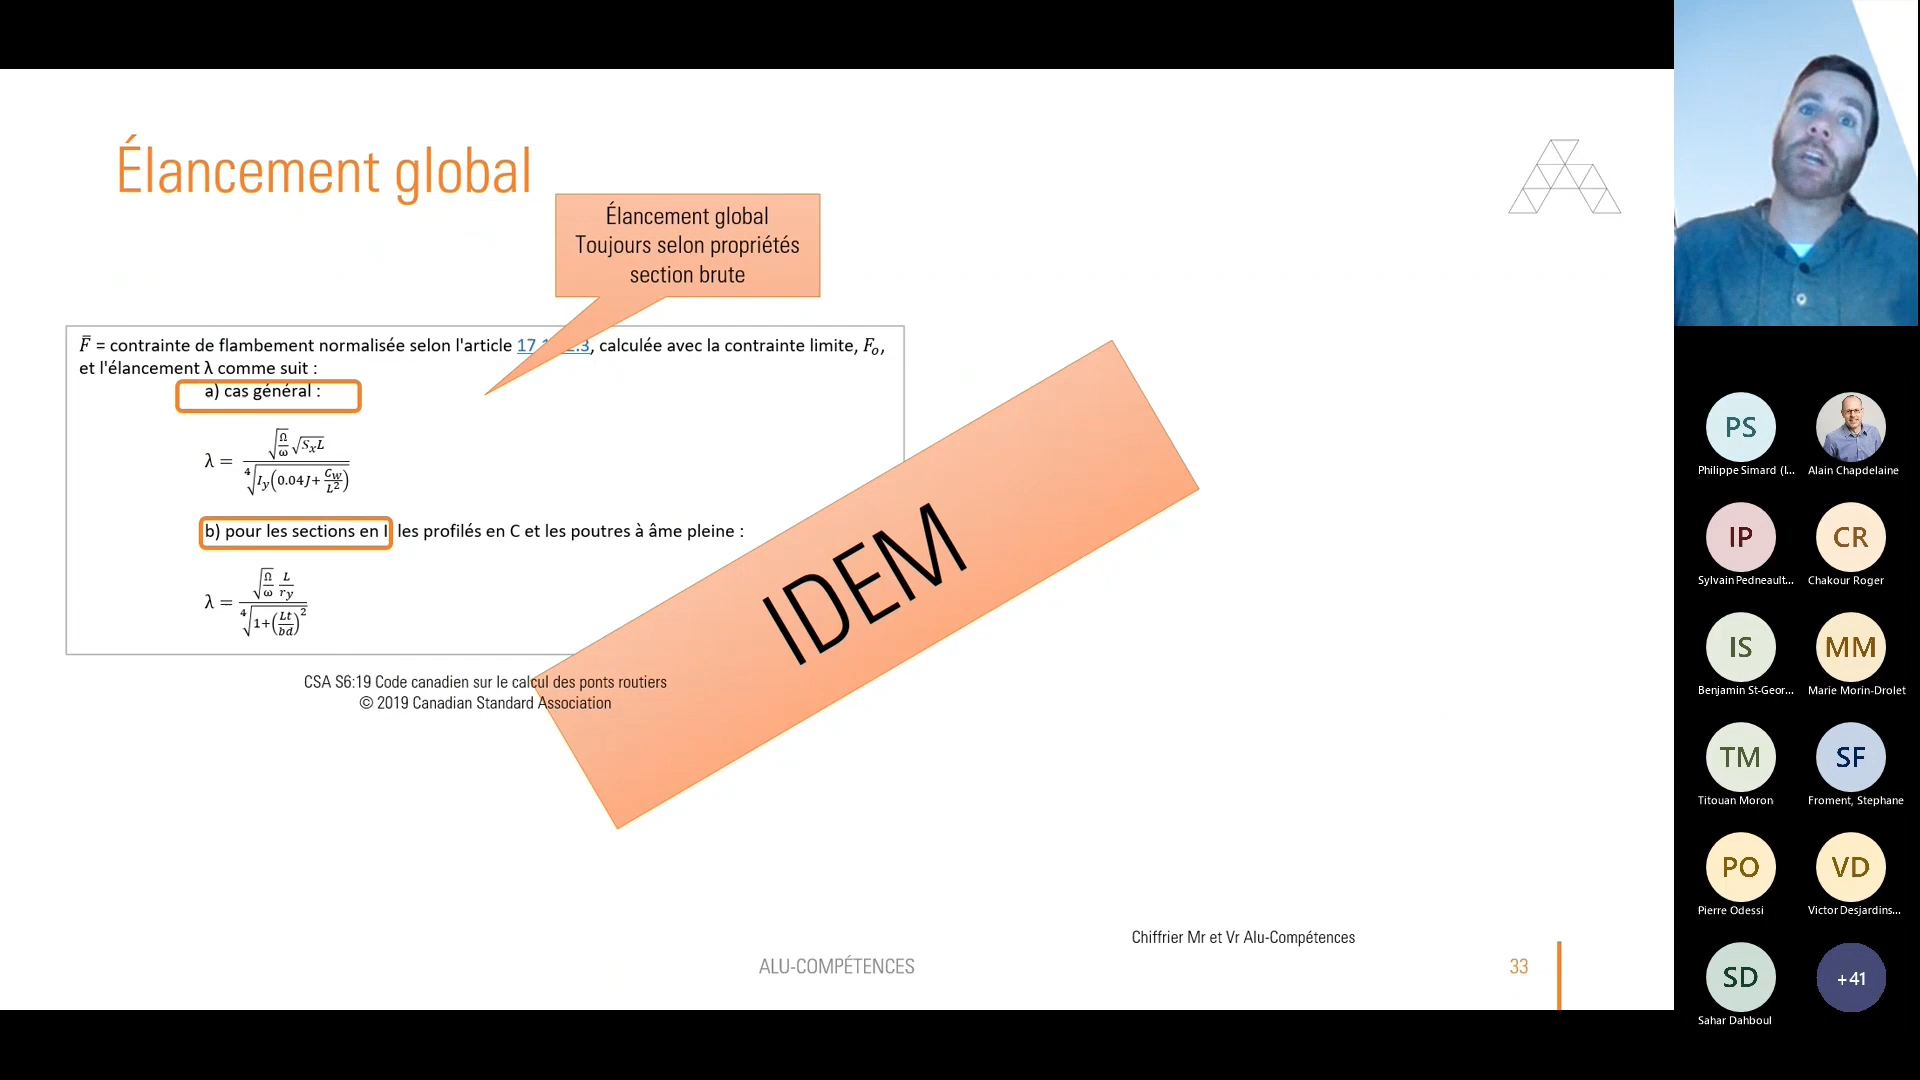 Élancement global
Élancement global
Toujours selon propriétés
section brute
F̅ = contrainte de flambement normalisée selon l'article 17.1 2.3, calculée avec la contrainte limite, Fₒ,
et l'élancement λ comme suit :
a) cas général :
λ = √(Ω/ω) √(SₓL) / ⁴√(I_y(0.04J+ C_w/L²))
b) pour les sections en I les profilés en C et les poutres à âme pleine :
λ = √(Ω/ω) L/ry / ⁴√(1+(Lt/bd)²)
IDEM
CSA S6:19 Code canadien sur le calcul des ponts routiers
© 2019 Canadian Standard Association
Chiffrier Mr et Vr Alu-Compétences
ALU-COMPÉTENCES
33
PS
Philippe Simard (I...
Alain Chapdelaine
IP
Sylvain Pedneault...
CR
Chakour Roger
IS
Benjamin St-Geor...
MM
Marie Morin-Drolet
TM
Titouan Moron
SF
Froment, Stephane
PO
Pierre Odessi
VD
Victor Desjardins...
SD
Sahar Dahboul
+41